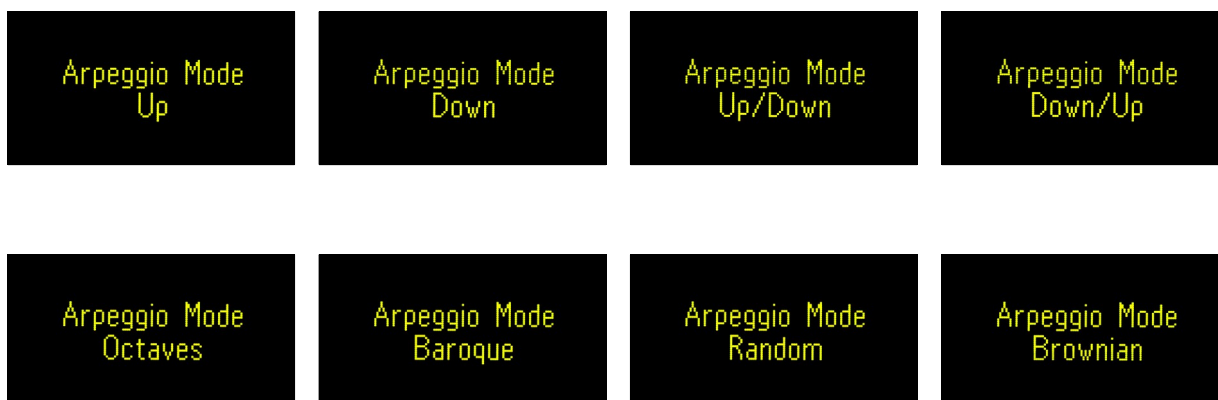 Arpeggio Mode
Up
Arpeggio Mode
Down
Arpeggio Mode
Up/Down
Arpeggio Mode
Down/Up
Arpeggio Mode
Octaves
Arpeggio Mode
Baroque
Arpeggio Mode
Random
Arpeggio Mode
Brownian